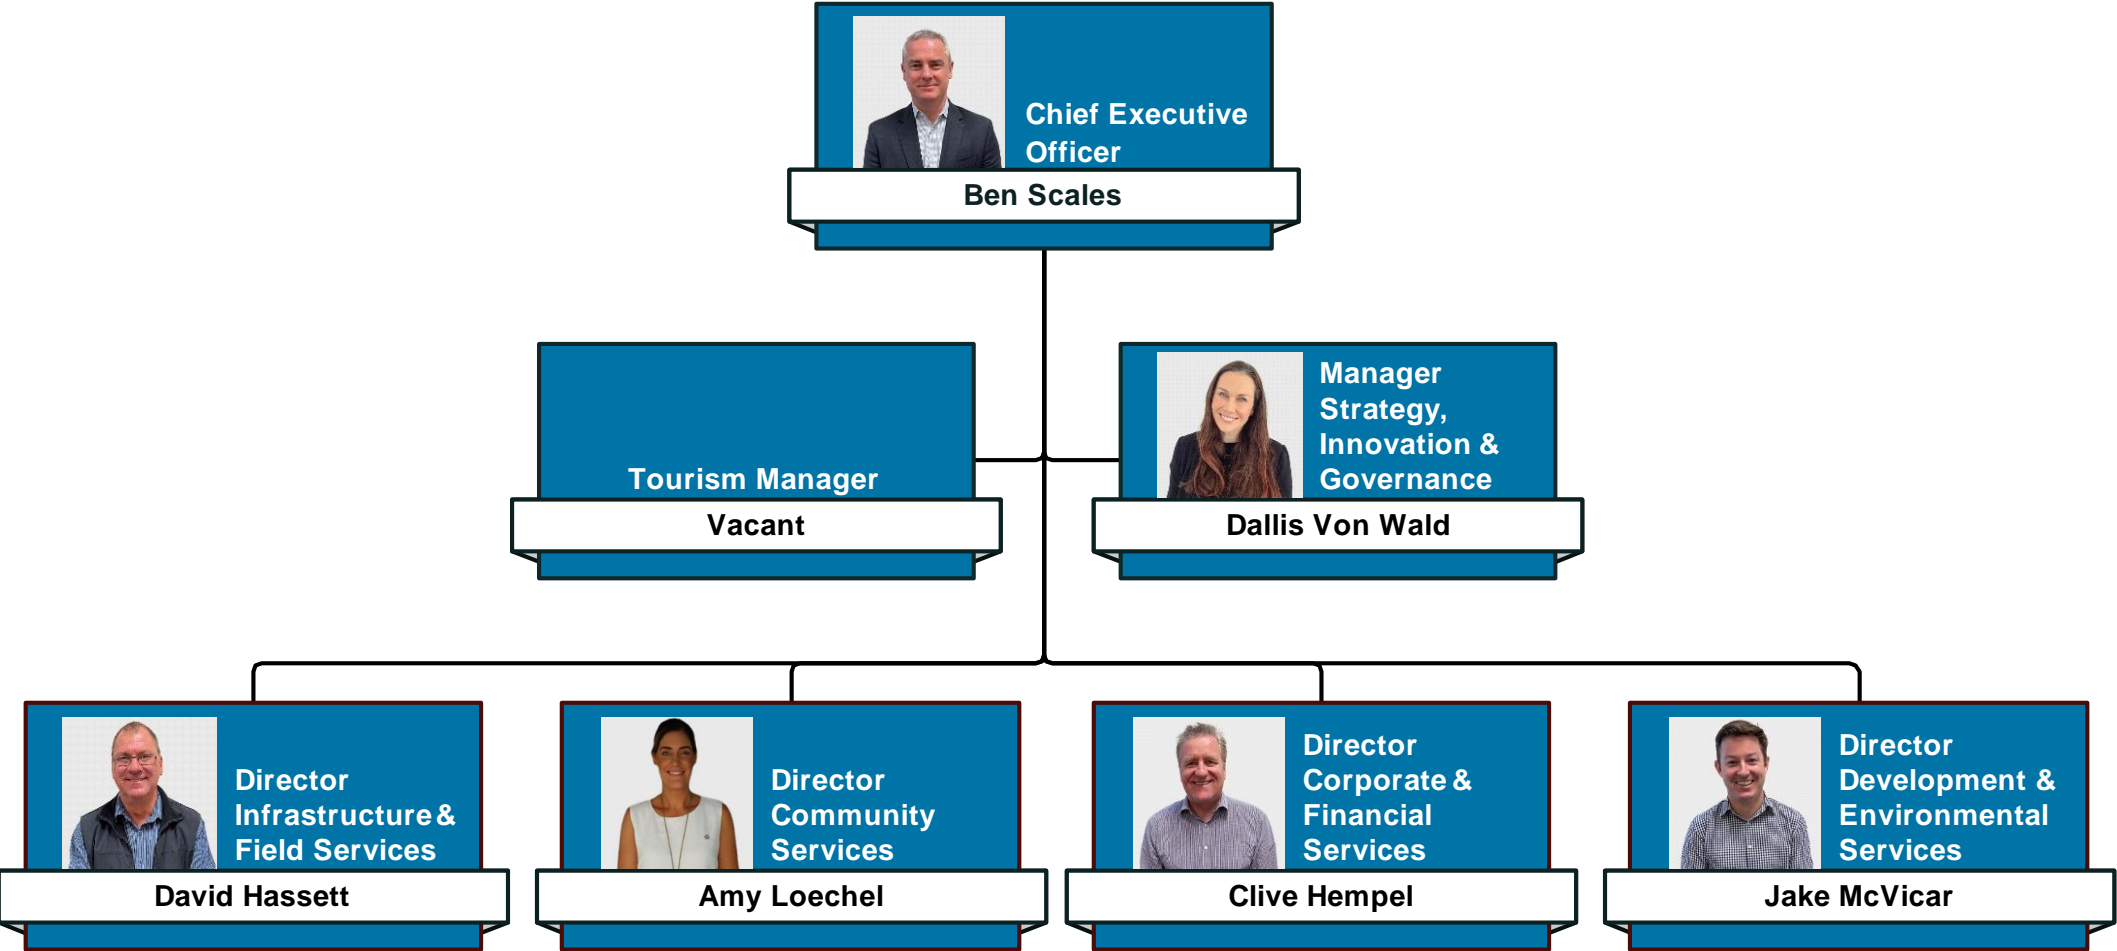 Chief Executive
Officer
Ben Scales
Tourism Manager
Vacant
Manager
Strategy,
Innovation &
Governance
Dallis Von Wald
Director
Infrastructure &
Field Services
David Hassett
Director
Community
Services
Amy Loechel
Director
Corporate &
Financial
Services
Clive Hempel
Director
Development &
Environmental
Services
Jake McVicar